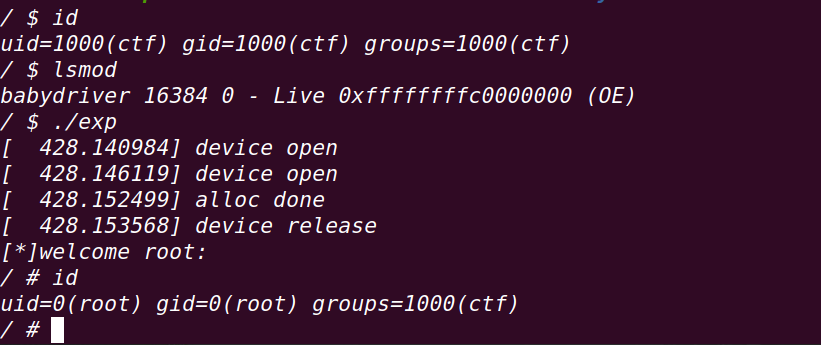 / $ id
uid=1000(ctf) gid=1000(ctf) groups=1000(ctf)
/ $ lsmod
babydriver 16384 0 - Live 0xffffffffc0000000 (OE)
/ $ ./exp
[  428.140984] device open
[  428.146119] device open
[  428.152499] alloc done
[  428.153568] device release
[*]welcome root:
/ # id
uid=0(root) gid=0(root) groups=1000(ctf)
/ #